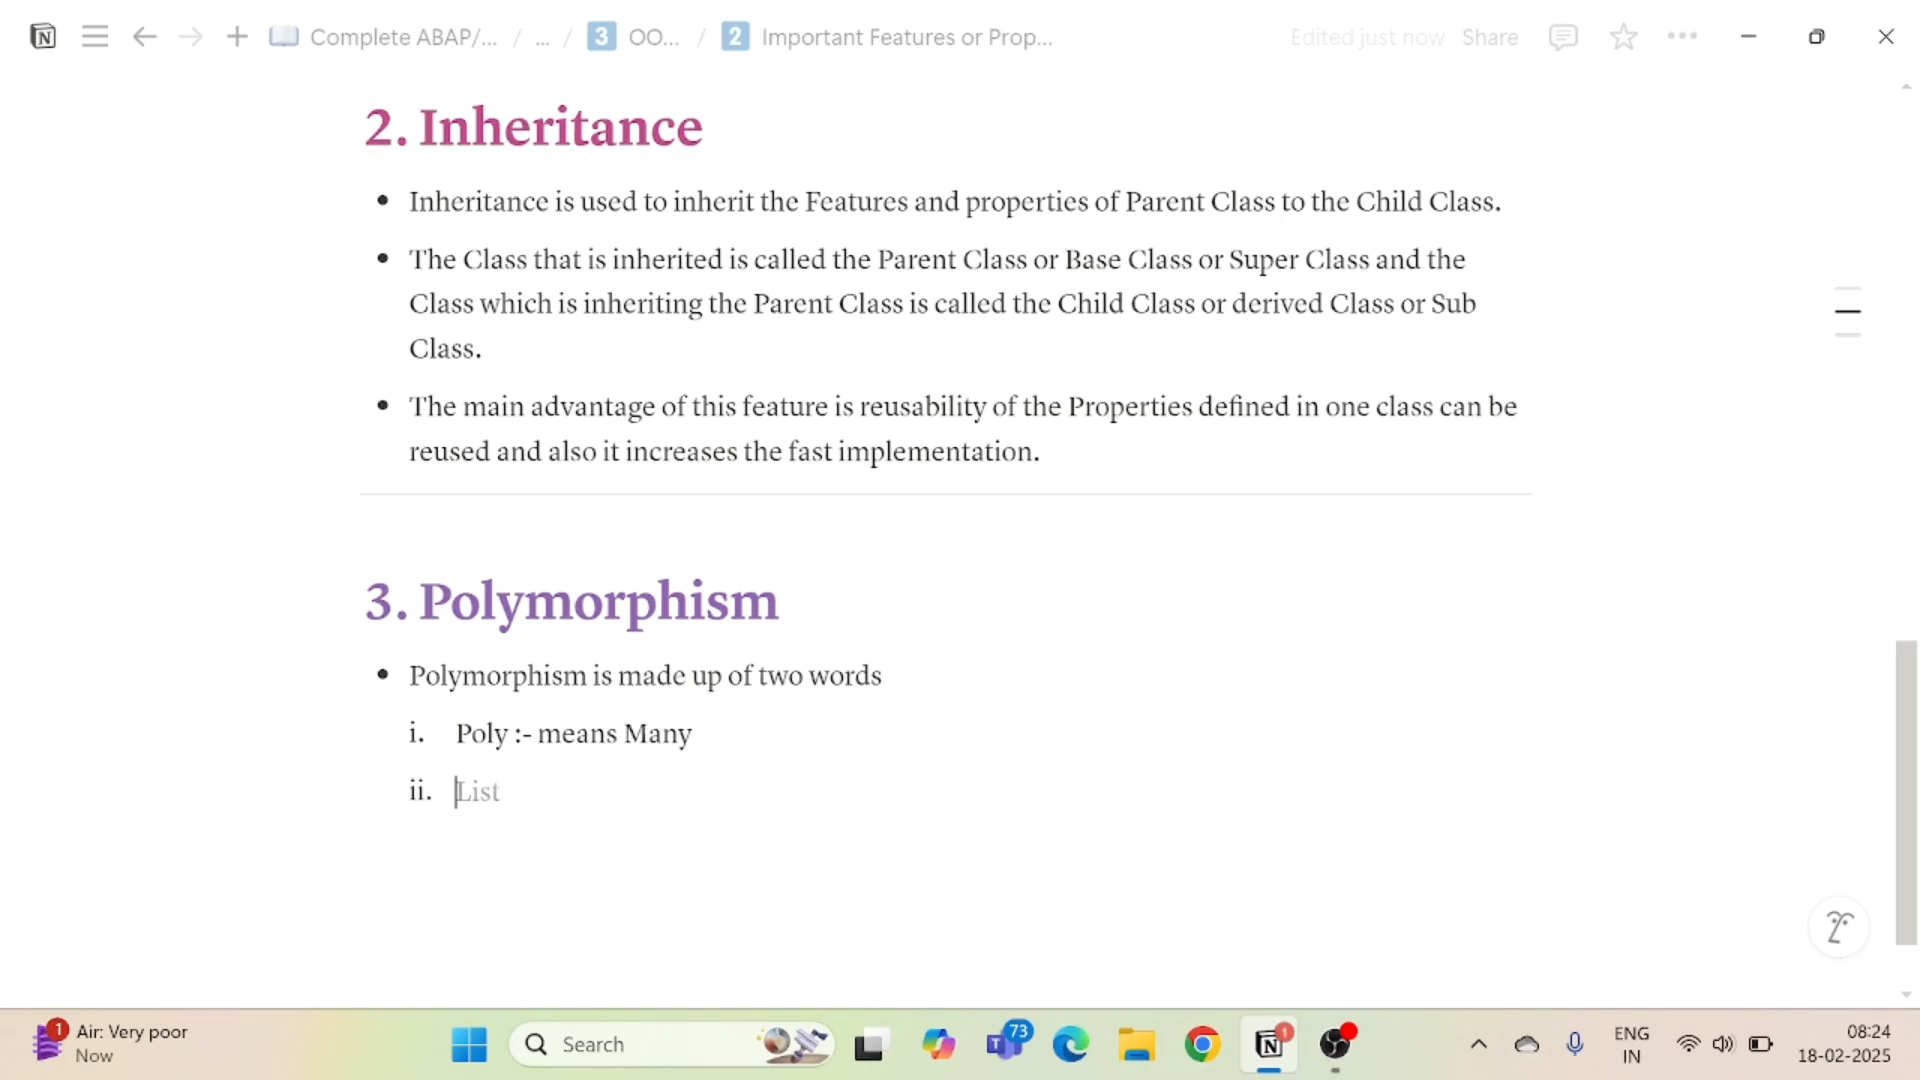 Complete ABAP/... / ... / 3 OO... / 2 Important Features or Prop...
Edited just now Share
2. Inheritance
• Inheritance is used to inherit the Features and properties of Parent Class to the Child Class.
• The Class that is inherited is called the Parent Class or Base Class or Super Class and the
Class which is inheriting the Parent Class is called the Child Class or derived Class or Sub
Class.
• The main advantage of this feature is reusability of the Properties defined in one class can be
reused and also it increases the fast implementation.
3. Polymorphism
• Polymorphism is made up of two words
i. Poly :- means Many
ii. List
1 Air: Very poor
Now
Search
73
1
ENG
IN
08:24
18-02-2025